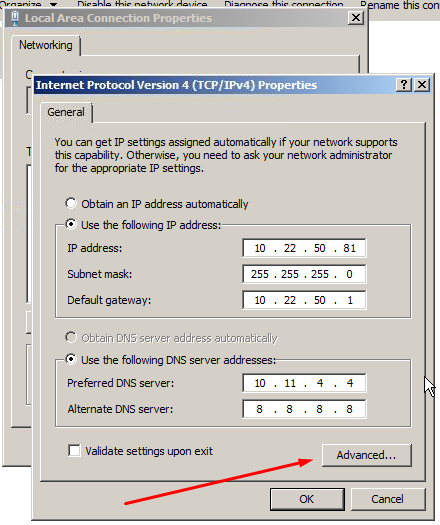 Organize Disable this network device Diagnose this connection Rename this con
Local Area Connection Properties
Networking
Internet Protocol Version 4 (TCP/IPv4) Properties
General
You can get IP settings assigned automatically if your network supports
this capability. Otherwise, you need to ask your network administrator
for the appropriate IP settings.
Obtain an IP address automatically
Use the following IP address:
IP address: 10 . 22 . 50 . 81
Subnet mask: 255 . 255 . 255 . 0
Default gateway: 10 . 22 . 50 . 1
Obtain DNS server address automatically
Use the following DNS server addresses:
Preferred DNS server: 10 . 11 . 4 . 4
Alternate DNS server: 8 . 8 . 8 . 8
Validate settings upon exit
Advanced...
OK Cancel